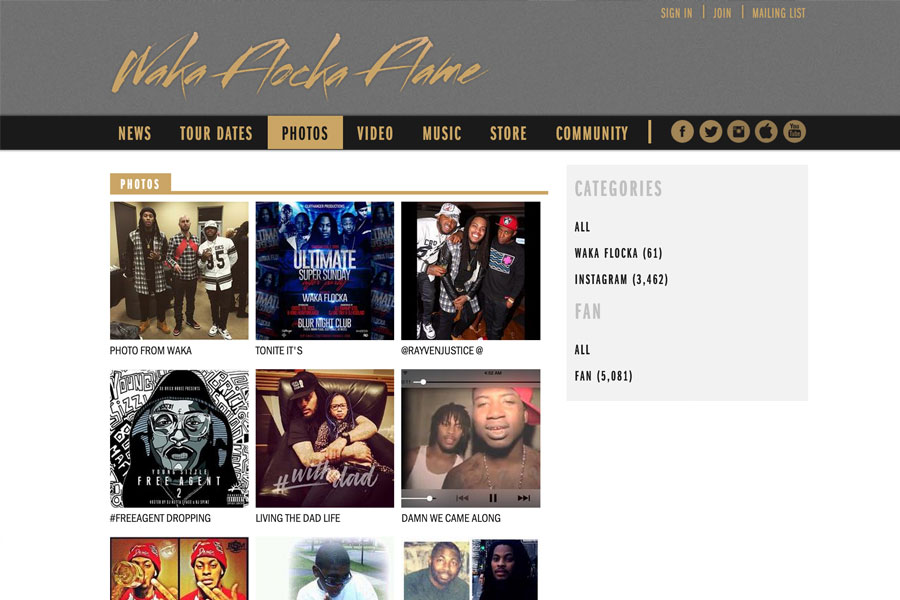 SIGN IN | JOIN | MAILING LIST
Waka Flocka Flame
NEWS TOUR DATES PHOTOS VIDEO MUSIC STORE COMMUNITY
You Tube
PHOTOS
CATEGORIES
ALL
WAKA FLOCKA (61)
INSTAGRAM (3,462)
FAN
ALL
FAN (5,081)
95
ULTIMATE
SUPER SUNDAY
WAKA FLOCKA
BLUR NIGHT CLUB
PHOTO FROM WAKA
TONITE IT'S
@RAYVENJUSTICE @
YOUNG SIZZLE
FREE AGENT
2
#withdad
#FREEAGENT DROPPING
LIVING THE DAD LIFE
DAMN WE CAME ALONG